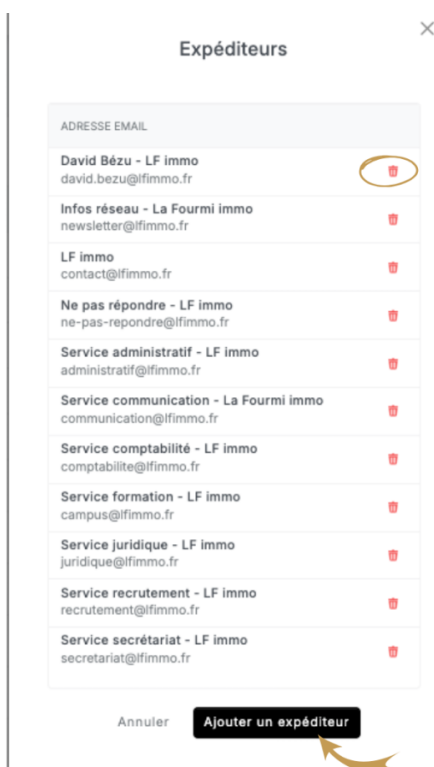 Expéditeurs
ADRESSE EMAIL
David Bézu - LF immo
david.bezu@lfimmo.fr
Infos réseau - La Fourmi immo
newsletter@lfimmo.fr
LF immo
contact@lfimmo.fr
Ne pas répondre - LF immo
ne-pas-repondre@lfimmo.fr
Service administratif - LF immo
administratif@lfimmo.fr
Service communication - La Fourmi immo
communication@lfimmo.fr
Service comptabilité - LF immo
comptabilite@lfimmo.fr
Service formation - LF immo
campus@lfimmo.fr
Service juridique - LF immo
juridique@lfimmo.fr
Service recrutement - LF immo
recrutement@lfimmo.fr
Service secrétariat - LF immo
secretariat@lfimmo.fr
Annuler Ajouter un expéditeur